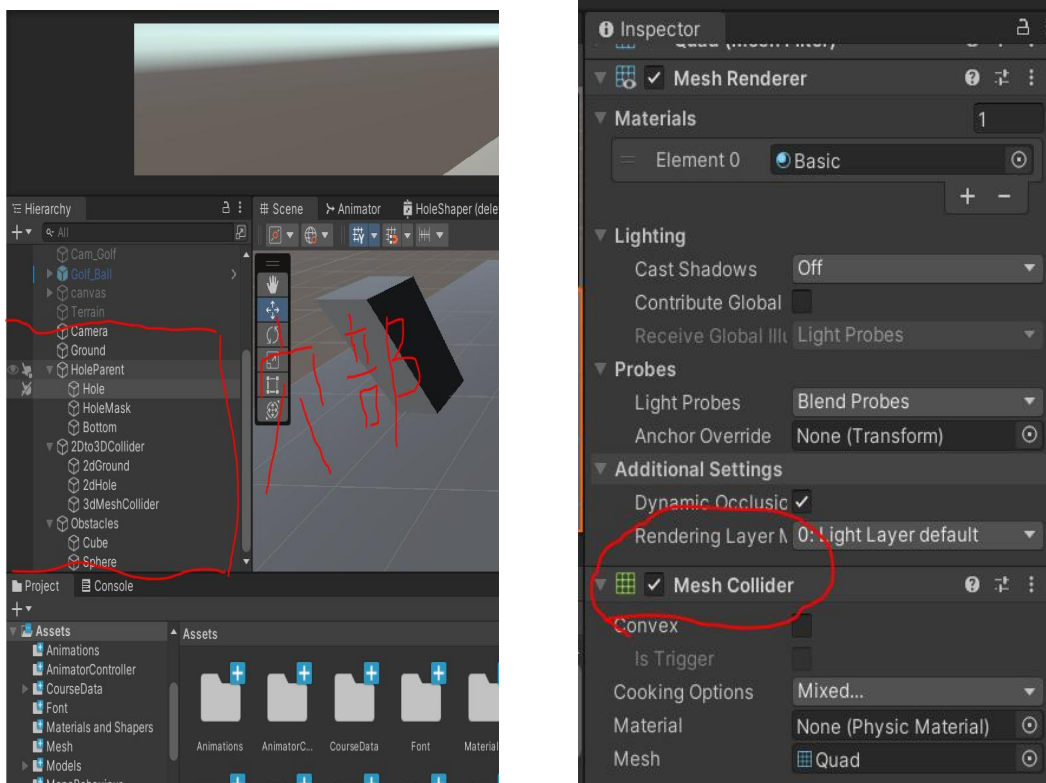 Hierarchy
All
Cam_Golf
Golf_Ball
canvas
Terrain
Camera
Ground
HoleParent
Hole
HoleMask
Bottom
2Dto3DCollider
2dGround
2dHole
3dMeshCollider
Obstacles
Cube
Sphere
Scene
Animator
HoleShaper (dele
部
Project
Console
Assets
Animations
AnimatorController
CourseData
Font
Materials and Shapers
Mesh
Models
Assets
Animations
AnimatorC...
CourseData
Font
Material
Inspector
Mesh Renderer
Materials 1
Element 0 Basic
Lighting
Cast Shadows Off
Contribute Global
Receive Global Illu Light Probes
Probes
Light Probes Blend Probes
Anchor Override None (Transform)
Additional Settings
Dynamic Occlusic
Rendering Layer M 0: Light Layer default
Mesh Collider
Convex
Is Trigger
Cooking Options Mixed...
Material None (Physic Material)
Mesh Quad